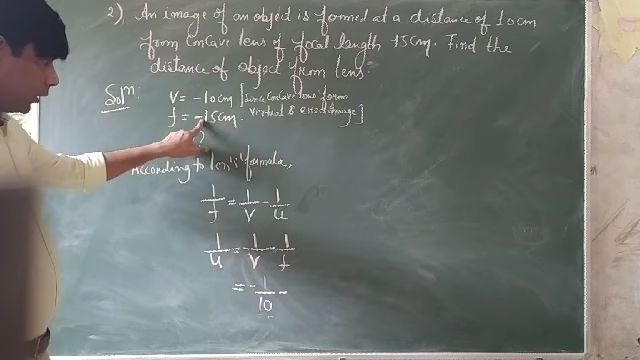 2) An image of an object is formed at a distance of 10cm
from concave lens of focal length 15cm. Find the
distance of object from lens.
Solⁿ
V = -10cm [Since concave lens form
f = -15cm. virtual & erect image]
?
According to lens's formula,
1/f = 1/V - 1/u
1/u = 1/V - 1/f
= -1/10 -